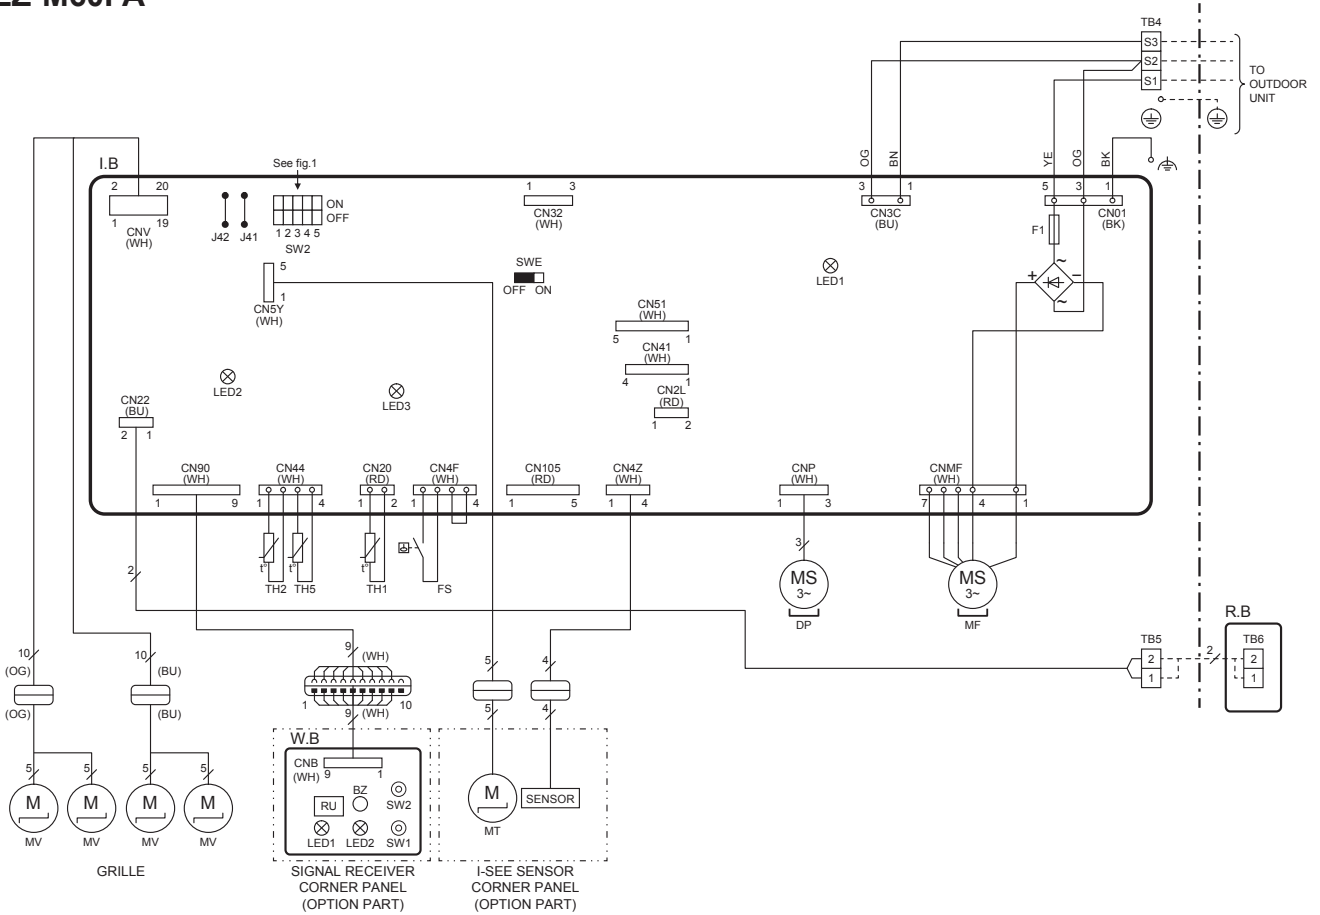 TB4
S3
S2
S1
TO
OUTDOOR
UNIT
OG
BN
YE
OG
BK
I.B
See fig.1
2 20
1 19
CNV
(WH)
J42 J41
ON
OFF
1 2 3 4 5
SW2
1 3
CN32
(WH)
3 1
CN3C
(BU)
5 3 1
CN01
(BK)
F1
~
+ −
~
5
1
CN5Y
(WH)
SWE
OFF ON
LED1
CN51
(WH)
5 1
CN41
(WH)
4 1
CN2L
(RD)
1 2
LED2
LED3
CN22
(BU)
2 1
CN90
(WH)
1 9
CN44
(WH)
1 4
CN20
(RD)
1 2
CN4F
(WH)
1 4
CN105
(RD)
1 5
CN4Z
(WH)
1 4
CNP
(WH)
1 3
CNMF
(WH)
7 4 1
t° t° t°
TH2 TH5 TH1 FS
2
3
MS
3~
DP
MS
3~
MF
R.B
TB5
2
1
2
TB6
2
1
10
(OG)
(OG)
10
(BU)
(BU)
9
(WH)
1 10
9
(WH)
5
5
4
4
5 5 5 5
M M M M
MV MV MV MV
GRILLE
W.B
CNB
(WH)
9 1
RU
BZ
SW2
LED1 LED2 SW1
SIGNAL RECEIVER
CORNER PANEL
(OPTION PART)
M
MT
SENSOR
I-SEE SENSOR
CORNER PANEL
(OPTION PART)